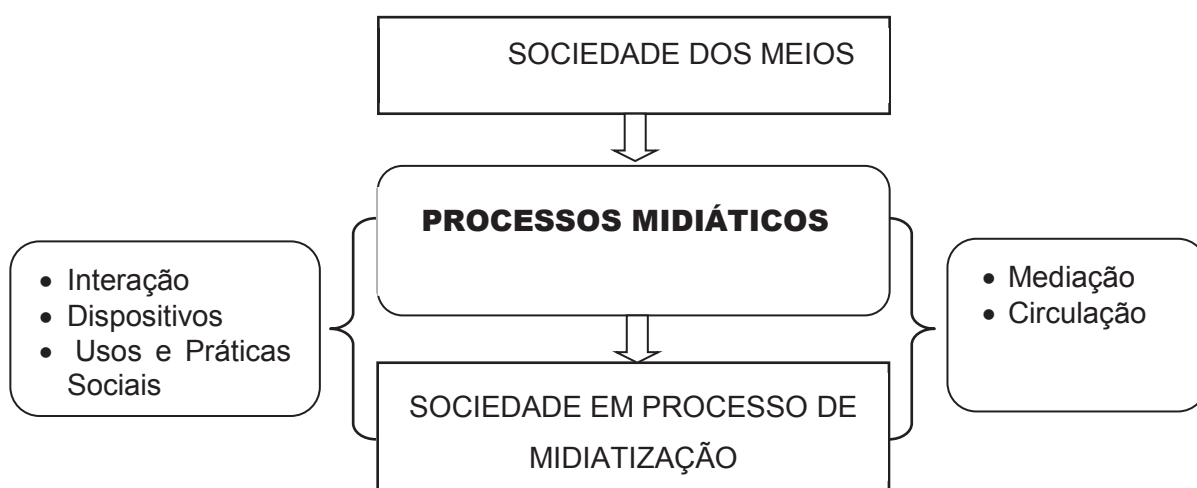 SOCIEDADE DOS MEIOS
PROCESSOS MIDIÁTICOS
• Interação
• Dispositivos
• Usos e Práticas
Sociais
• Mediação
• Circulação
SOCIEDADE EM PROCESSO DE
MIDIATIZAÇÃO